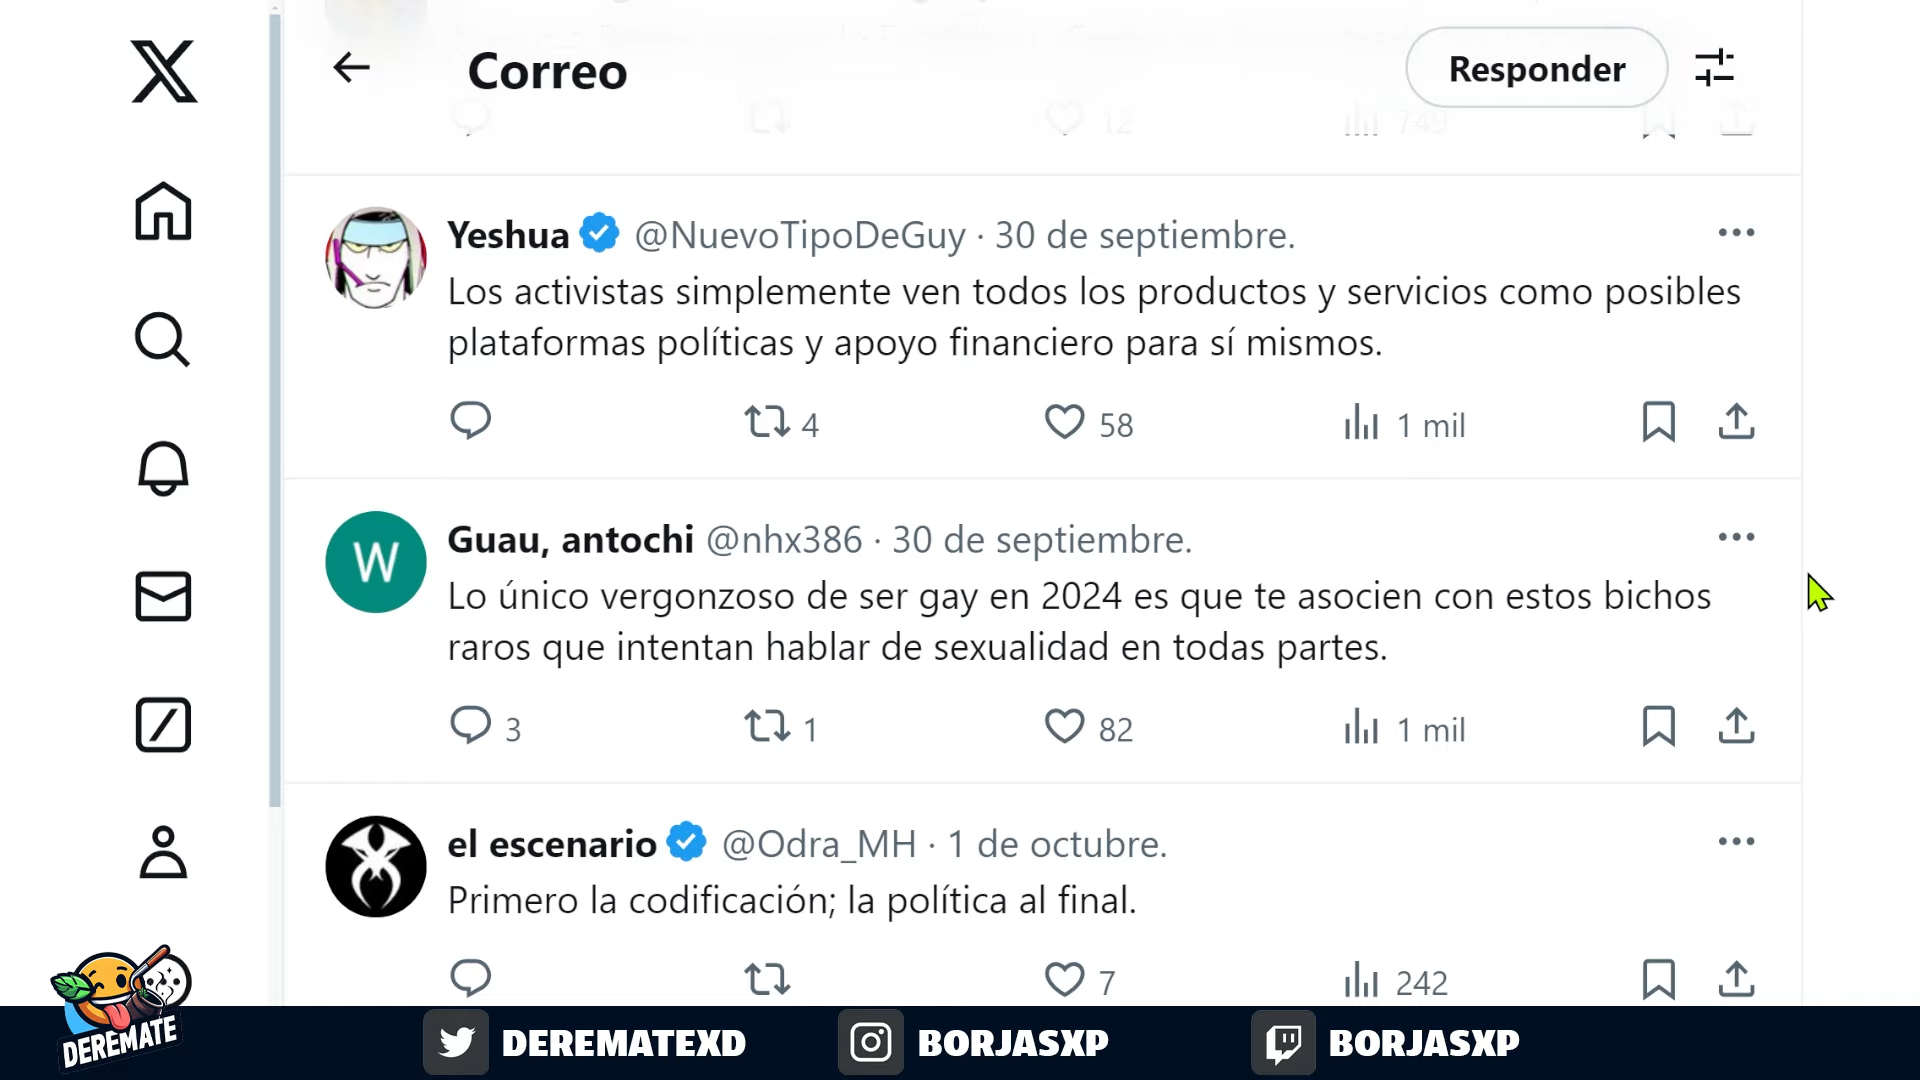 Correo
Responder
12
749
Yeshua @NuevoTipoDeGuy · 30 de septiembre.
Los activistas simplemente ven todos los productos y servicios como posibles
plataformas políticas y apoyo financiero para sí mismos.
4
58
1 mil
W
Guau, antochi @nhx386 · 30 de septiembre.
Lo único vergonzoso de ser gay en 2024 es que te asocien con estos bichos
raros que intentan hablar de sexualidad en todas partes.
3
1
82
1 mil
el escenario @Odra_MH · 1 de octubre.
Primero la codificación; la política al final.
7
242
DEREMATE
DEREMATEXD
BORJASXP
BORJASXP